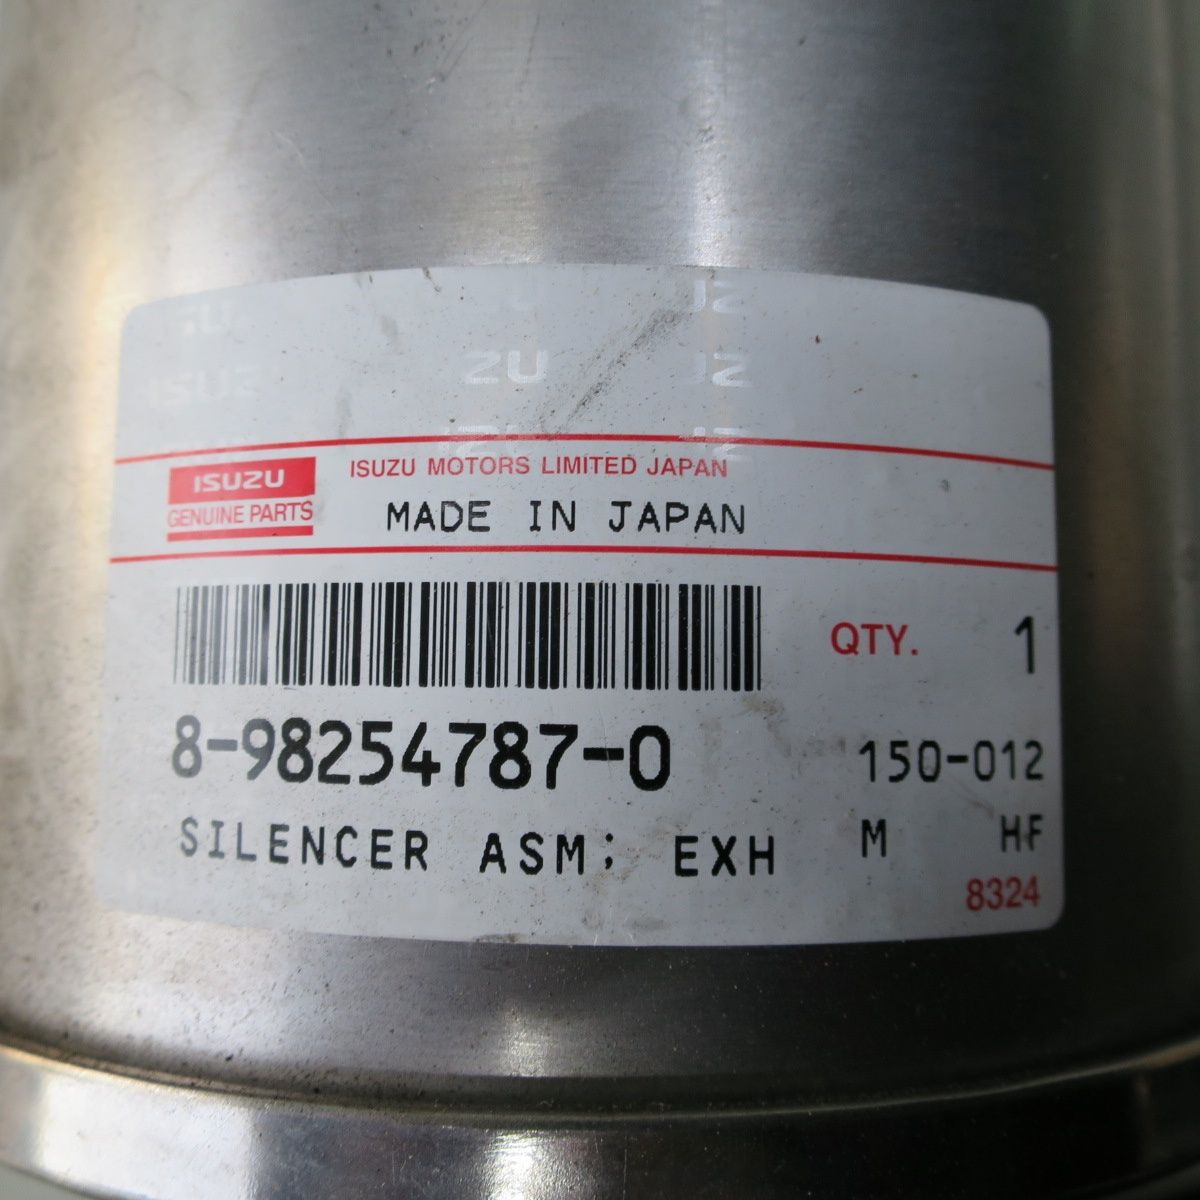 ISUZU
GENUINE PARTS
ISUZU MOTORS LIMITED JAPAN
MADE IN JAPAN
QTY. 1
8-98254787-0
150-012
SILENCER ASM; EXH
M HF
8324